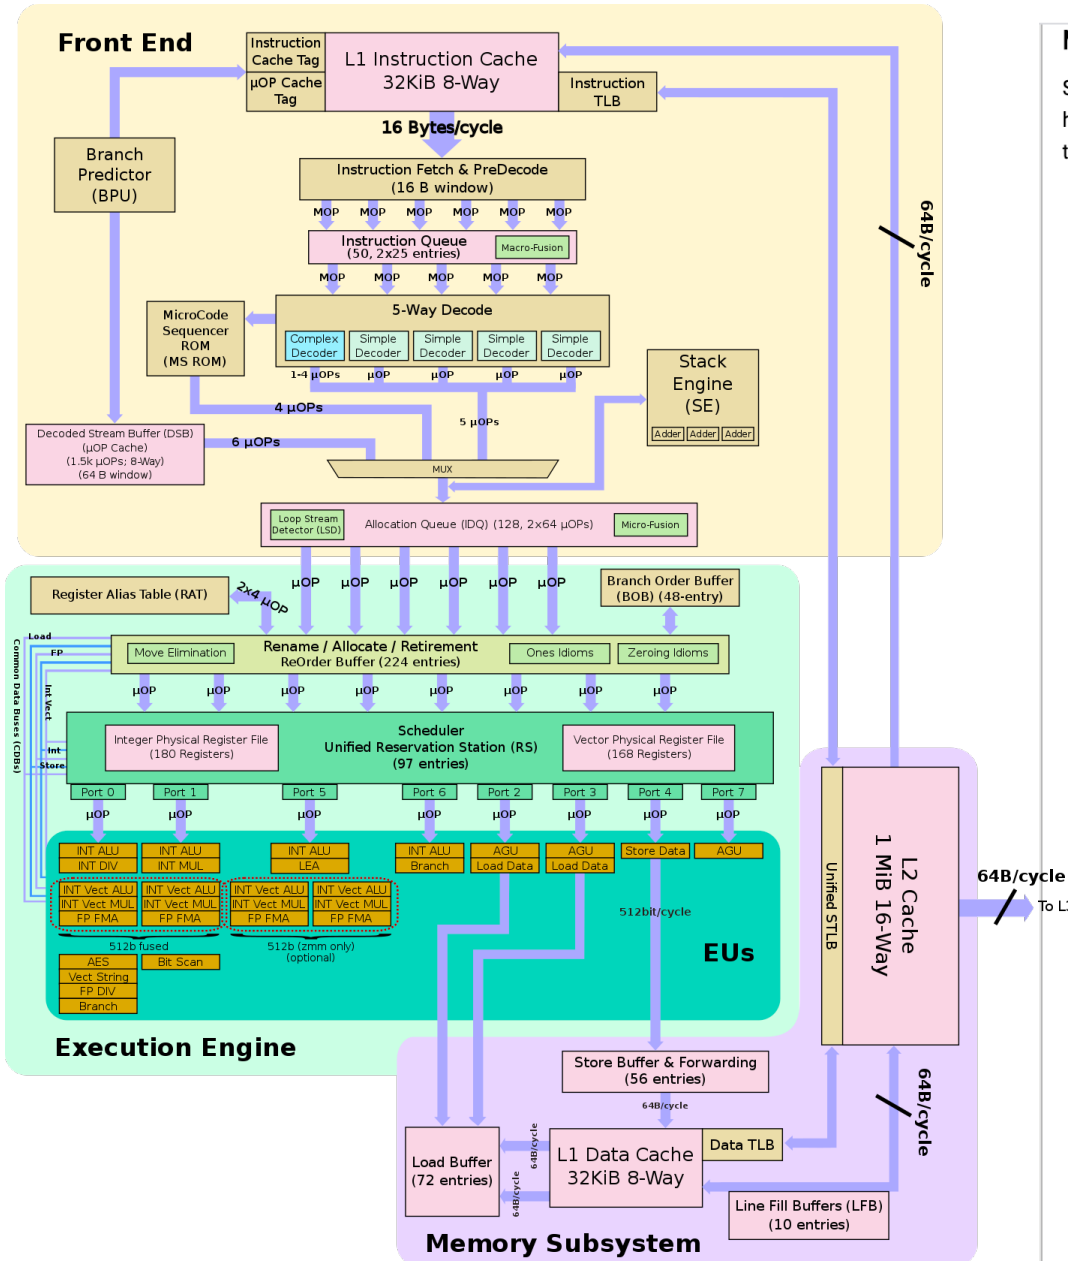 Front End
Instruction
Cache Tag
µOP Cache
Tag
L1 Instruction Cache
32KiB 8-Way
Instruction
TLB
16 Bytes/cycle
Branch
Predictor
(BPU)
Instruction Fetch & PreDecode
(16 B window)
MOP MOP MOP MOP MOP MOP
Instruction Queue
(50, 2x25 entries)
Macro-Fusion
MOP MOP MOP MOP MOP
64B/cycle
MicroCode
Sequencer
ROM
(MS ROM)
5-Way Decode
Complex
Decoder
Simple
Decoder
Simple
Decoder
Simple
Decoder
Simple
Decoder
1-4 µOPs µOP µOP µOP µOP
Stack
Engine
(SE)
Adder Adder Adder
4 µOPs
5 µOPs
6 µOPs
Decoded Stream Buffer (DSB)
(µOP Cache)
(1.5k µOPs; 8-Way)
(64 B window)
MUX
Loop Stream
Detector (LSD)
Allocation Queue (IDQ) (128, 2x64 µOPs)
Micro-Fusion
µOP µOP µOP µOP µOP µOP
Register Alias Table (RAT)
2x4 µOP
Branch Order Buffer
(BOB) (48-entry)
Rename / Allocate / Retirement
ReOrder Buffer (224 entries)
Move Elimination
Ones Idioms
Zeroing Idioms
Load
FP
Common Data Buses (CDBs)
Int Vect
Int
Store
µOP µOP µOP µOP µOP µOP µOP µOP
Scheduler
Unified Reservation Station (RS)
(97 entries)
Integer Physical Register File
(180 Registers)
Vector Physical Register File
(168 Registers)
Port 0 Port 1 Port 5 Port 6 Port 2 Port 3 Port 4 Port 7
µOP µOP µOP µOP µOP µOP µOP µOP
INT ALU
INT DIV
INT ALU
INT MUL
INT ALU
LEA
INT ALU
Branch
AGU
Load Data
AGU
Load Data
Store Data
AGU
INT Vect ALU
INT Vect MUL
FP FMA
INT Vect ALU
INT Vect MUL
FP FMA
INT Vect ALU
INT Vect MUL
FP FMA
INT Vect ALU
INT Vect MUL
FP FMA
512b fused
512b (zmm only)
(optional)
AES
Vect String
FP DIV
Branch
Bit Scan
512bit/cycle
EUs
Execution Engine
Unified STLB
L2 Cache
1 MiB 16-Way
64B/cycle
To L
Store Buffer & Forwarding
(56 entries)
64B/cycle
64B/cycle
Load Buffer
(72 entries)
64B/cycle
64B/cycle
L1 Data Cache
32KiB 8-Way
Data TLB
Line Fill Buffers (LFB)
(10 entries)
Memory Subsystem